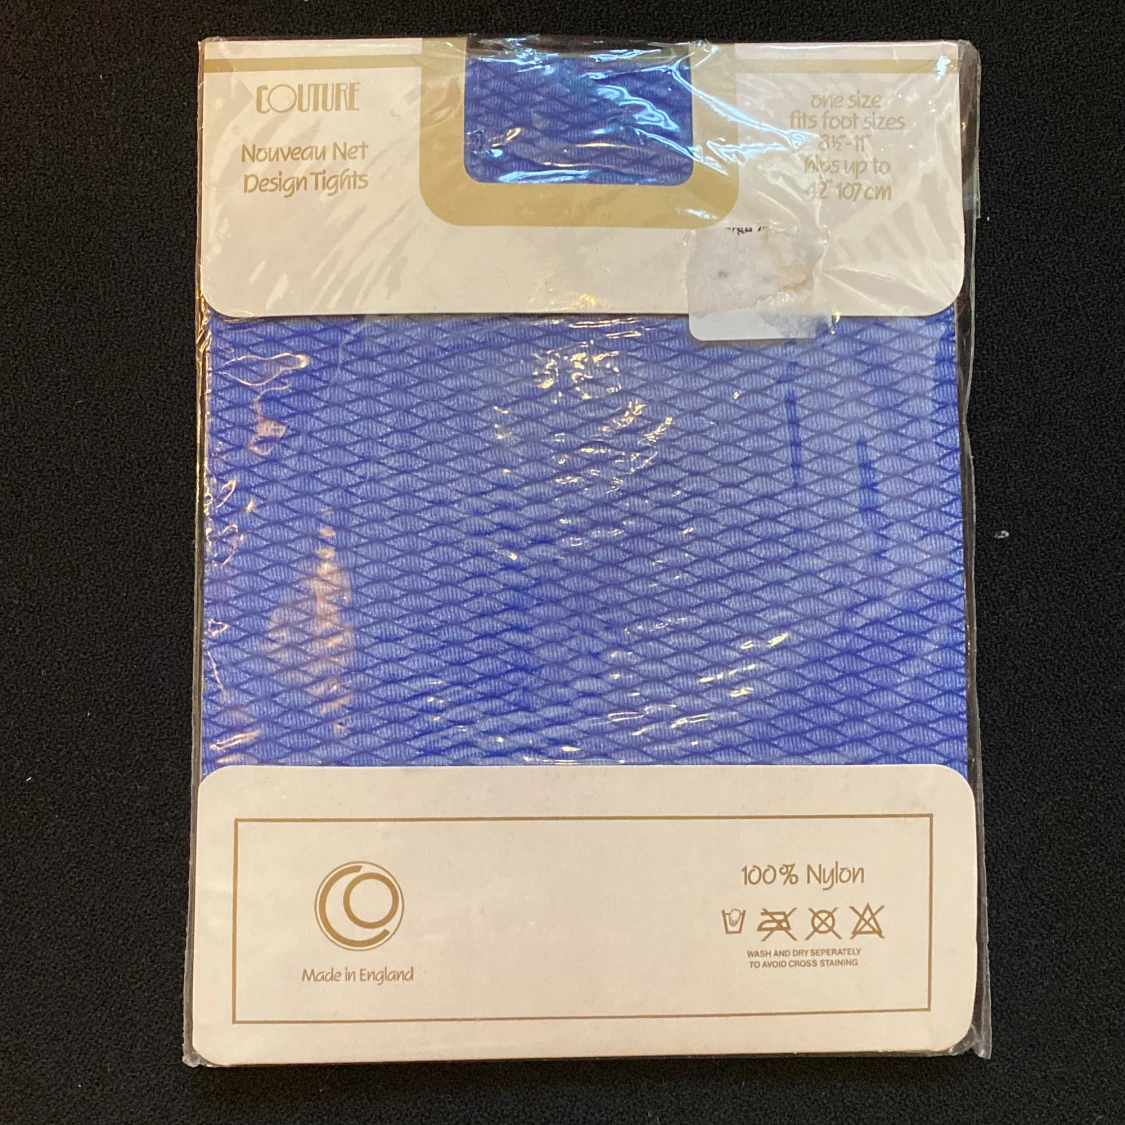 COUTURE
Nouveau Net
Design Tights
one size
fits foot sizes
8½-11"
hips up to
42" 107cm
Made in England
100% Nylon
WASH AND DRY SEPERATELY
TO AVOID CROSS STAINING